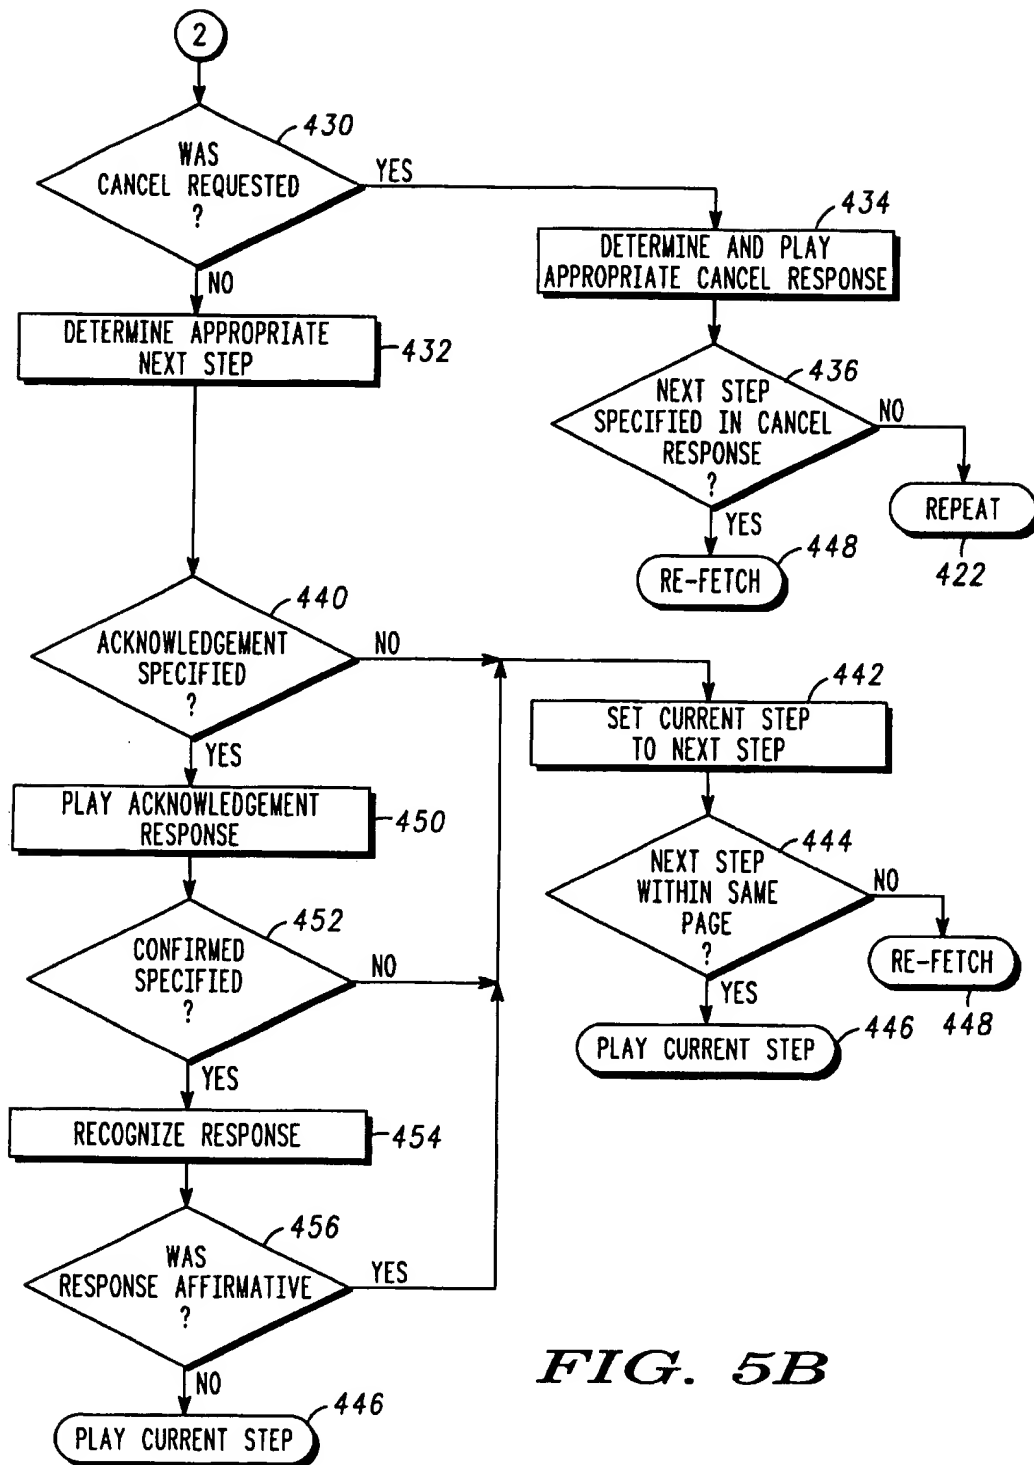 2
430
WAS
CANCEL REQUESTED
?
YES
NO
434
DETERMINE AND PLAY
APPROPRIATE CANCEL RESPONSE
DETERMINE APPROPRIATE
NEXT STEP
432
436
NEXT STEP
SPECIFIED IN CANCEL
RESPONSE
?
NO
YES
REPEAT
422
448
RE-FETCH
440
ACKNOWLEDGEMENT
SPECIFIED
?
NO
YES
442
SET CURRENT STEP
TO NEXT STEP
PLAY ACKNOWLEDGEMENT
RESPONSE
450
444
NEXT STEP
WITHIN SAME
PAGE
?
NO
YES
RE-FETCH
448
PLAY CURRENT STEP
446
452
CONFIRMED
SPECIFIED
?
NO
YES
RECOGNIZE RESPONSE
454
456
WAS
RESPONSE AFFIRMATIVE
?
YES
NO
446
PLAY CURRENT STEP
FIG. 5B